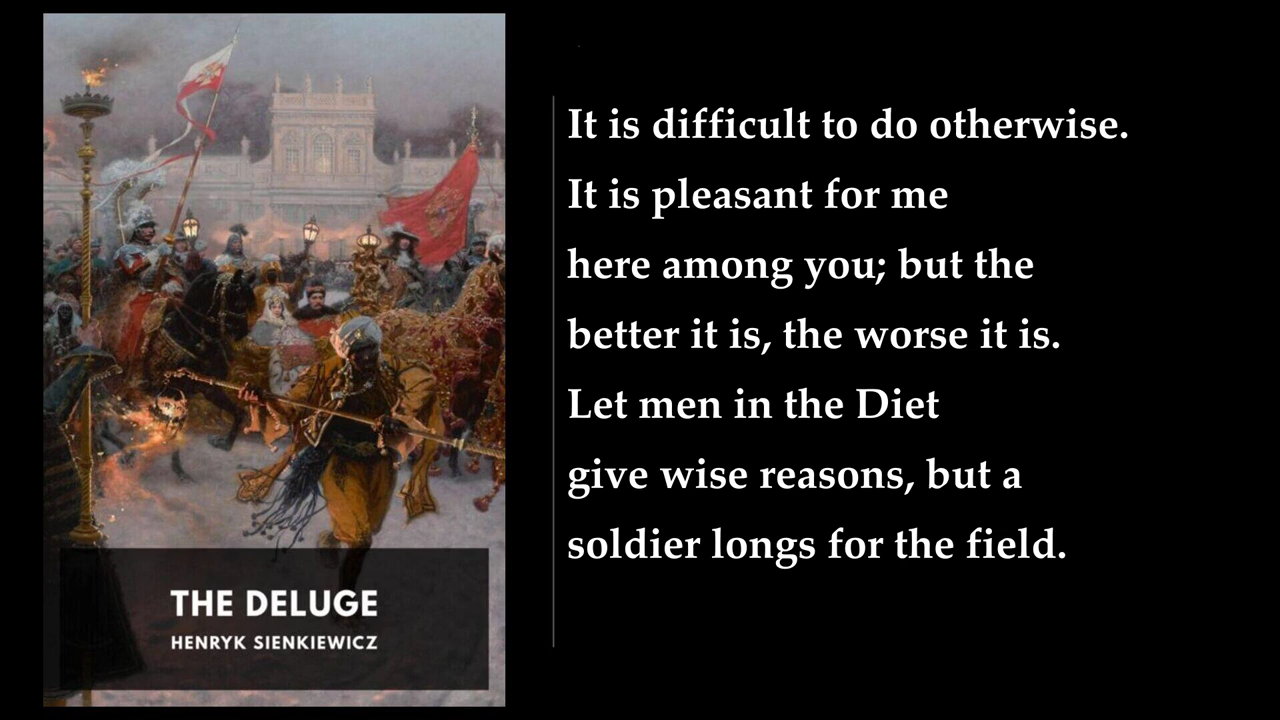 THE DELUGE
HENRYK SIENKIEWICZ
It is difficult to do otherwise.
It is pleasant for me
here among you; but the
better it is, the worse it is.
Let men in the Diet
give wise reasons, but a
soldier longs for the field.